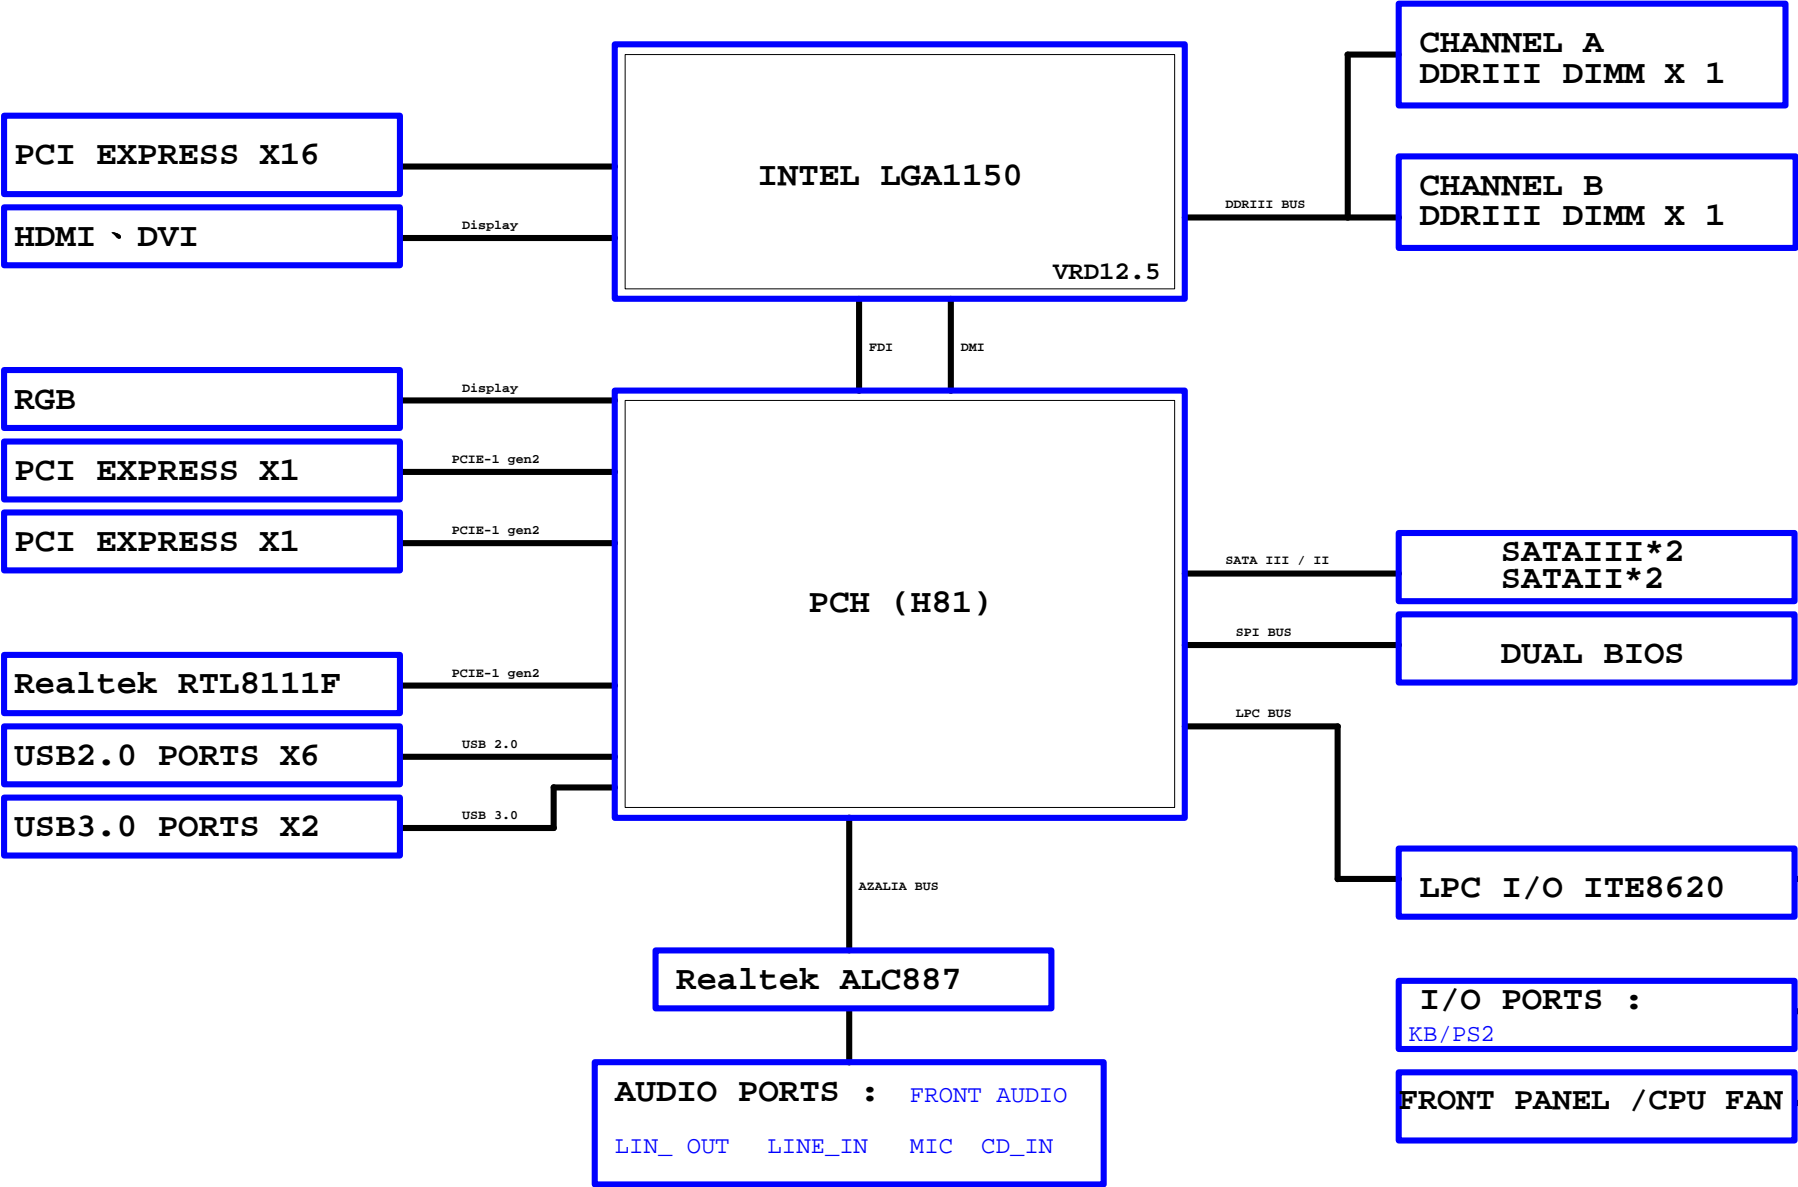 CHANNEL A
DDRIII DIMM X 1
PCI EXPRESS X16
INTEL LGA1150
CHANNEL B
DDRIII DIMM X 1
DDRIII BUS
HDMI、DVI
Display
VRD12.5
FDI
DMI
RGB
Display
PCI EXPRESS X1
PCIE-1 gen2
PCI EXPRESS X1
PCIE-1 gen2
SATA III / II
SATAIII*2
SATAII*2
PCH (H81)
SPI BUS
DUAL BIOS
Realtek RTL8111F
PCIE-1 gen2
LPC BUS
USB2.0 PORTS X6
USB 2.0
USB3.0 PORTS X2
USB 3.0
AZALIA BUS
LPC I/O ITE8620
Realtek ALC887
I/O PORTS :
KB/PS2
AUDIO PORTS : FRONT AUDIO
LIN_ OUT LINE_IN MIC CD_IN
FRONT PANEL /CPU FAN